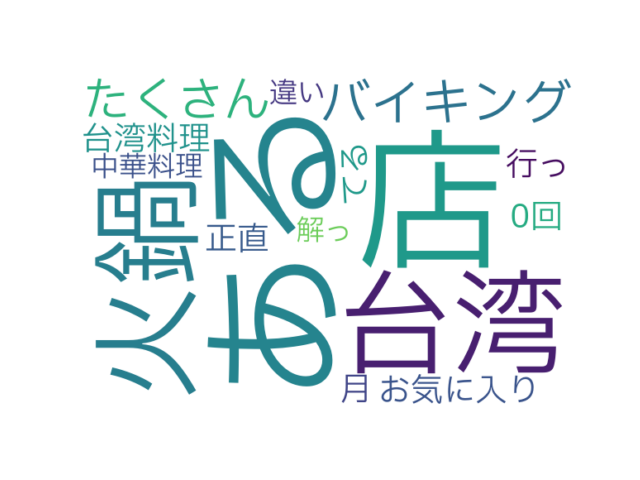 たくさん
違い
バイキング
台湾料理
中華料理
ある
てる
店
行っ
火鍋
正直
解っ
0回
台湾
月
お気に入り